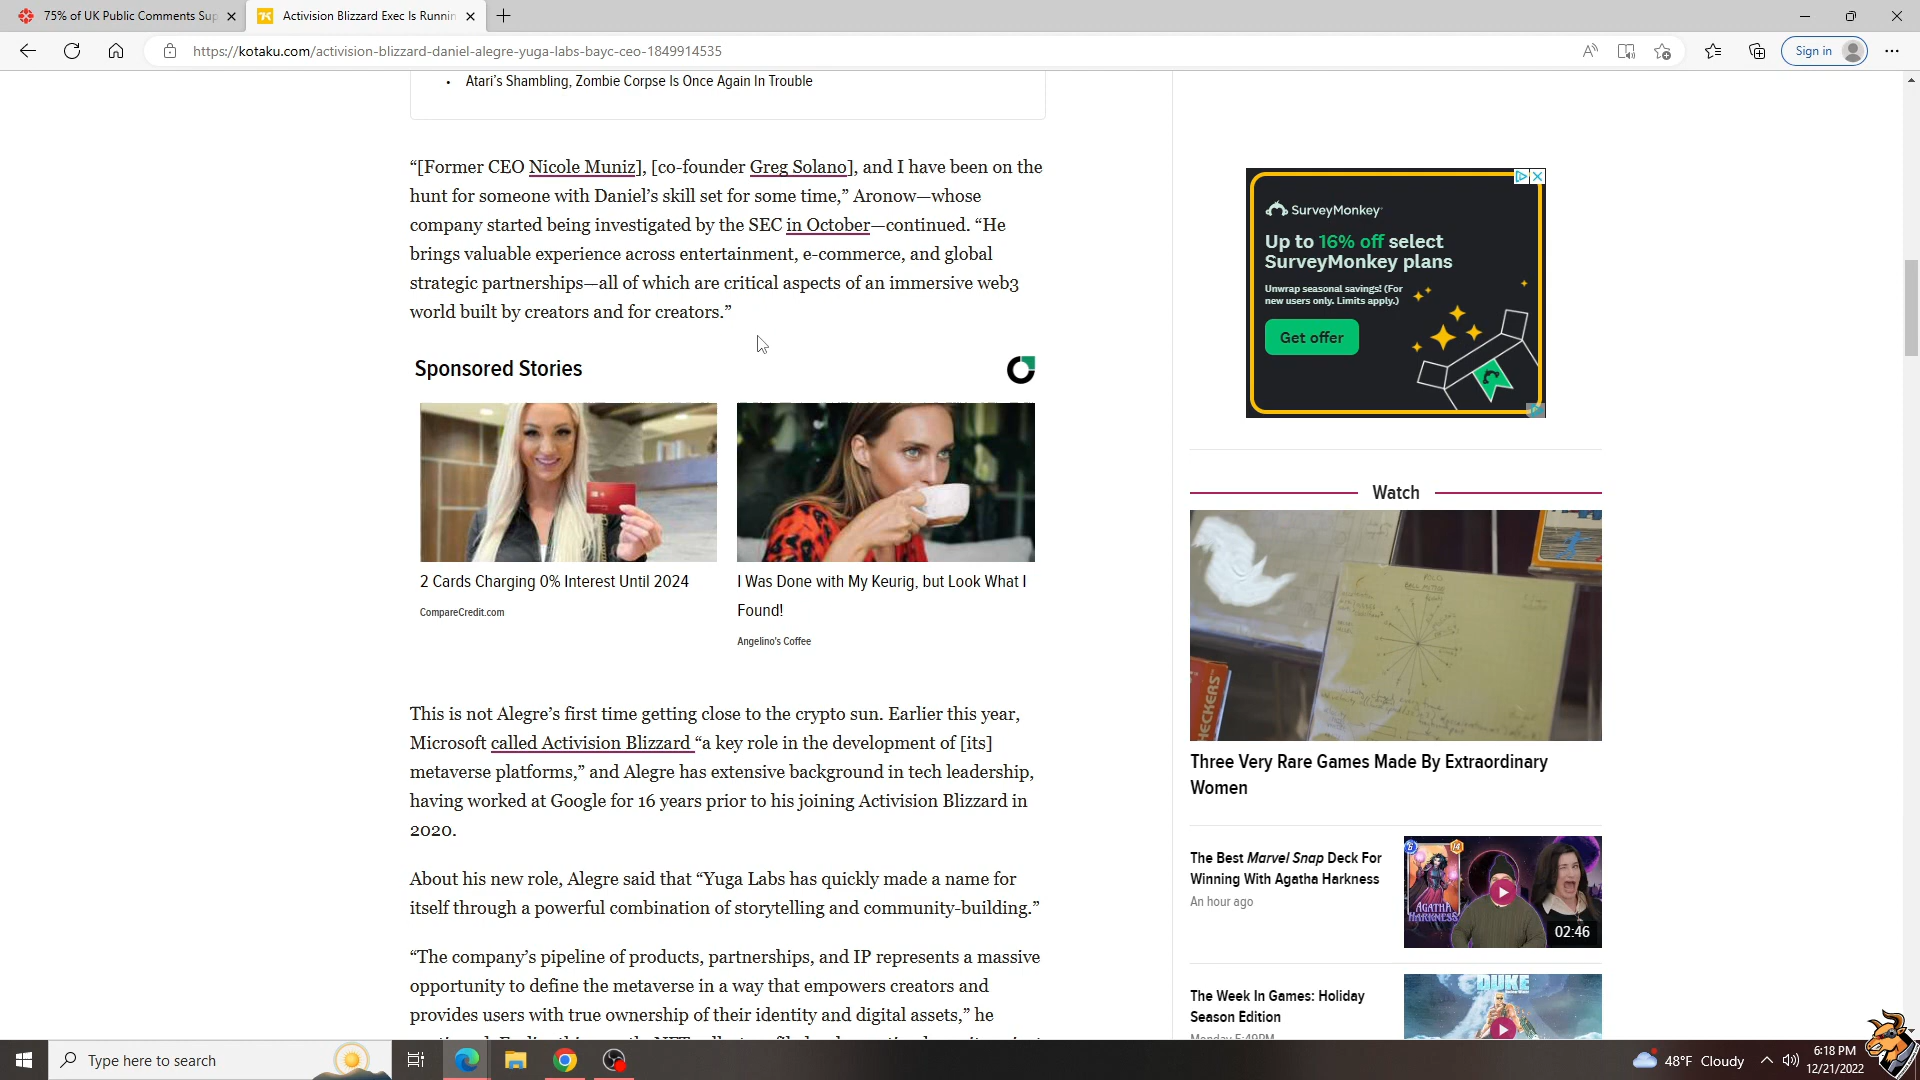 75% of UK Public Comments Sup
Activision Blizzard Exec Is Runnin
https://kotaku.com/activision-blizzard-daniel-alegre-yuga-labs-bayc-ceo-1849914535
Sign in
• Atari’s Shambling, Zombie Corpse Is Once Again In Trouble
“[Former CEO Nicole Muniz], [co-founder Greg Solano], and I have been on the
hunt for someone with Daniel’s skill set for some time,” Aronow—whose
company started being investigated by the SEC in October—continued. “He
brings valuable experience across entertainment, e-commerce, and global
strategic partnerships—all of which are critical aspects of an immersive web3
world built by creators and for creators.”
Sponsored Stories
2 Cards Charging 0% Interest Until 2024
CompareCredit.com
I Was Done with My Keurig, but Look What I
Found!
Angelino's Coffee
This is not Alegre’s first time getting close to the crypto sun. Earlier this year,
Microsoft called Activision Blizzard “a key role in the development of [its]
metaverse platforms,” and Alegre has extensive background in tech leadership,
having worked at Google for 16 years prior to his joining Activision Blizzard in
2020.
About his new role, Alegre said that “Yuga Labs has quickly made a name for
itself through a powerful combination of storytelling and community-building.”
“The company’s pipeline of products, partnerships, and IP represents a massive
opportunity to define the metaverse in a way that empowers creators and
provides users with true ownership of their identity and digital assets,” he
SurveyMonkey
Up to 16% off select
SurveyMonkey plans
Unwrap seasonal savings! (For
new users only. Limits apply.)
Get offer
Watch
HECKERS
Three Very Rare Games Made By Extraordinary
Women
The Best Marvel Snap Deck For
Winning With Agatha Harkness
An hour ago
AGATHA
HARKNESS
02:46
The Week In Games: Holiday
Season Edition
Monday 5:49PM
DUKE
Type here to search
48°F Cloudy
6:18 PM
12/21/2022